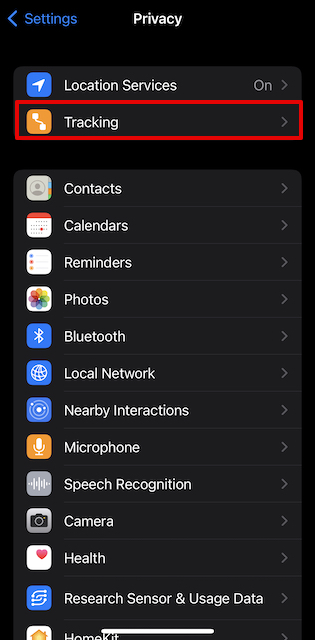 Settings
Privacy
Location Services On
Tracking
Contacts
Calendars
Reminders
Photos
Bluetooth
Local Network
Nearby Interactions
Microphone
Speech Recognition
Camera
Health
Research Sensor & Usage Data
HomeKit